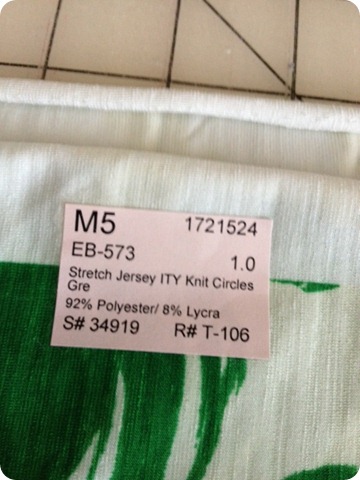 M5 1721524
EB-573 1.0
Stretch Jersey ITY Knit Circles
Gre
92% Polyester/ 8% Lycra
S# 34919 R# T-106